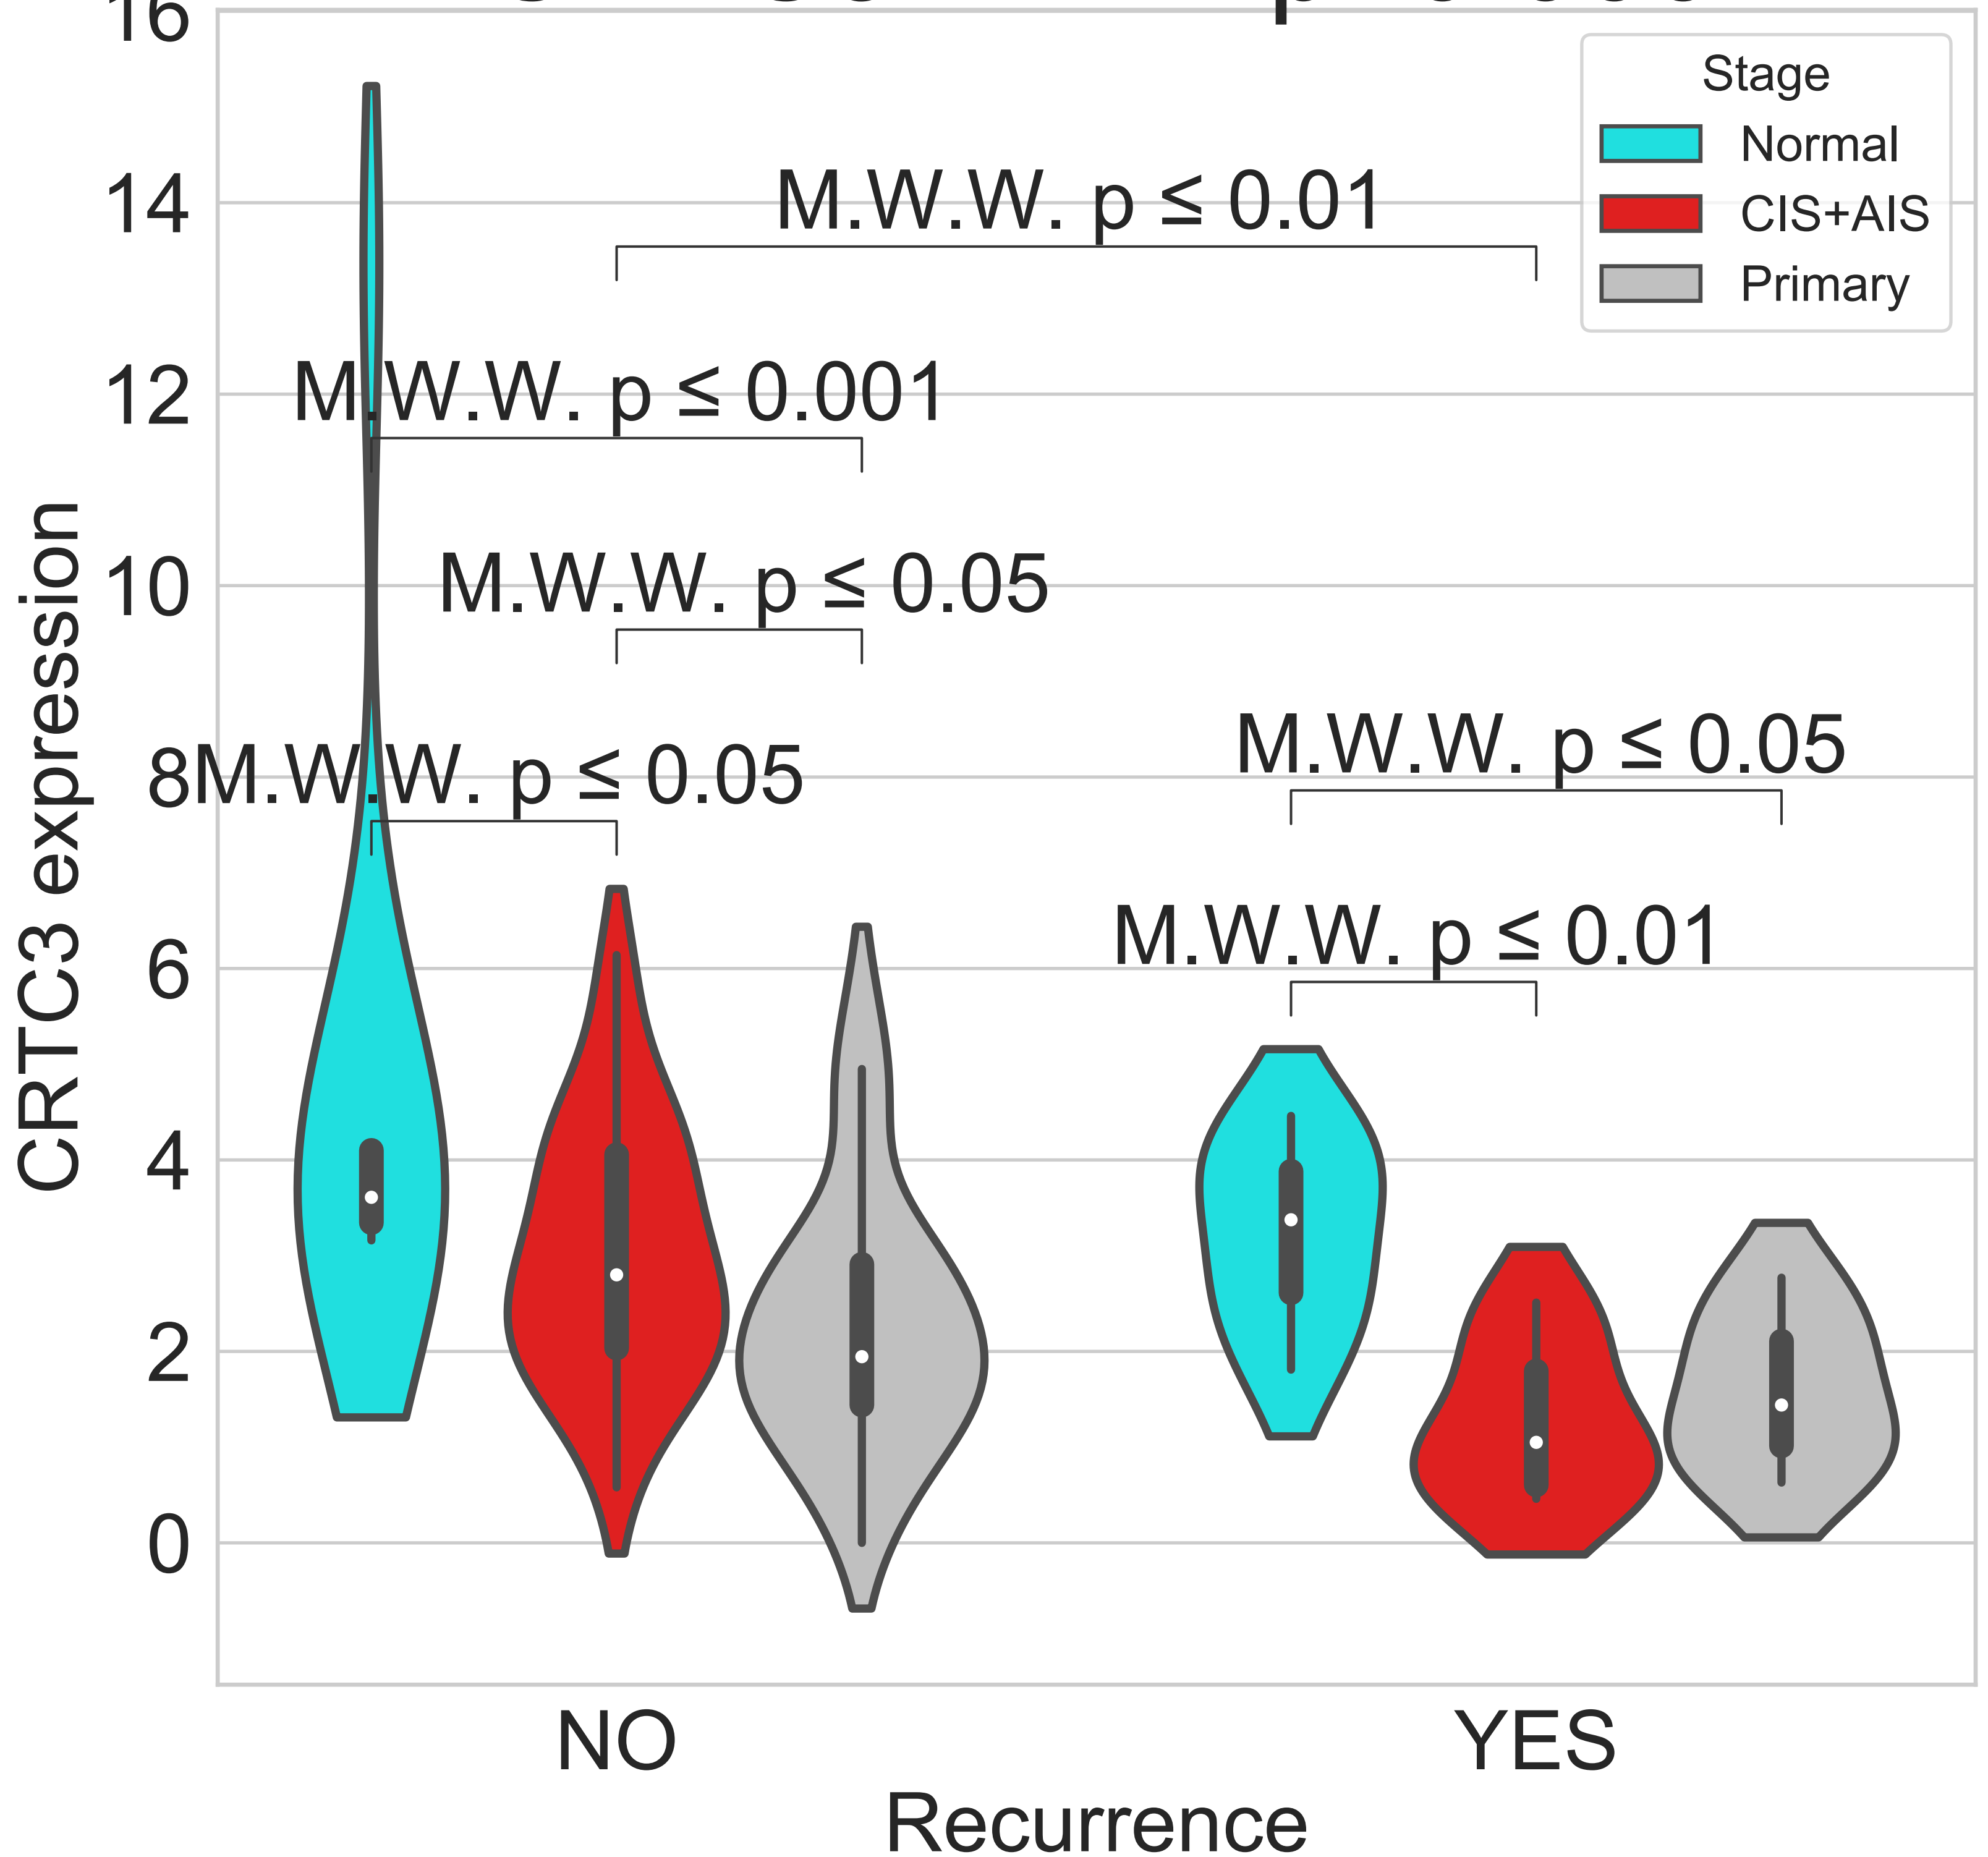 16
14
12
10
8
6
4
2
0
CRTC3 expression
Stage
Normal
CIS+AIS
Primary
M.W.W. p ≤ 0.01
M.W.W. p ≤ 0.001
M.W.W. p ≤ 0.05
M.W.W. p ≤ 0.05
M.W.W. p ≤ 0.05
M.W.W. p ≤ 0.01
NO
YES
Recurrence